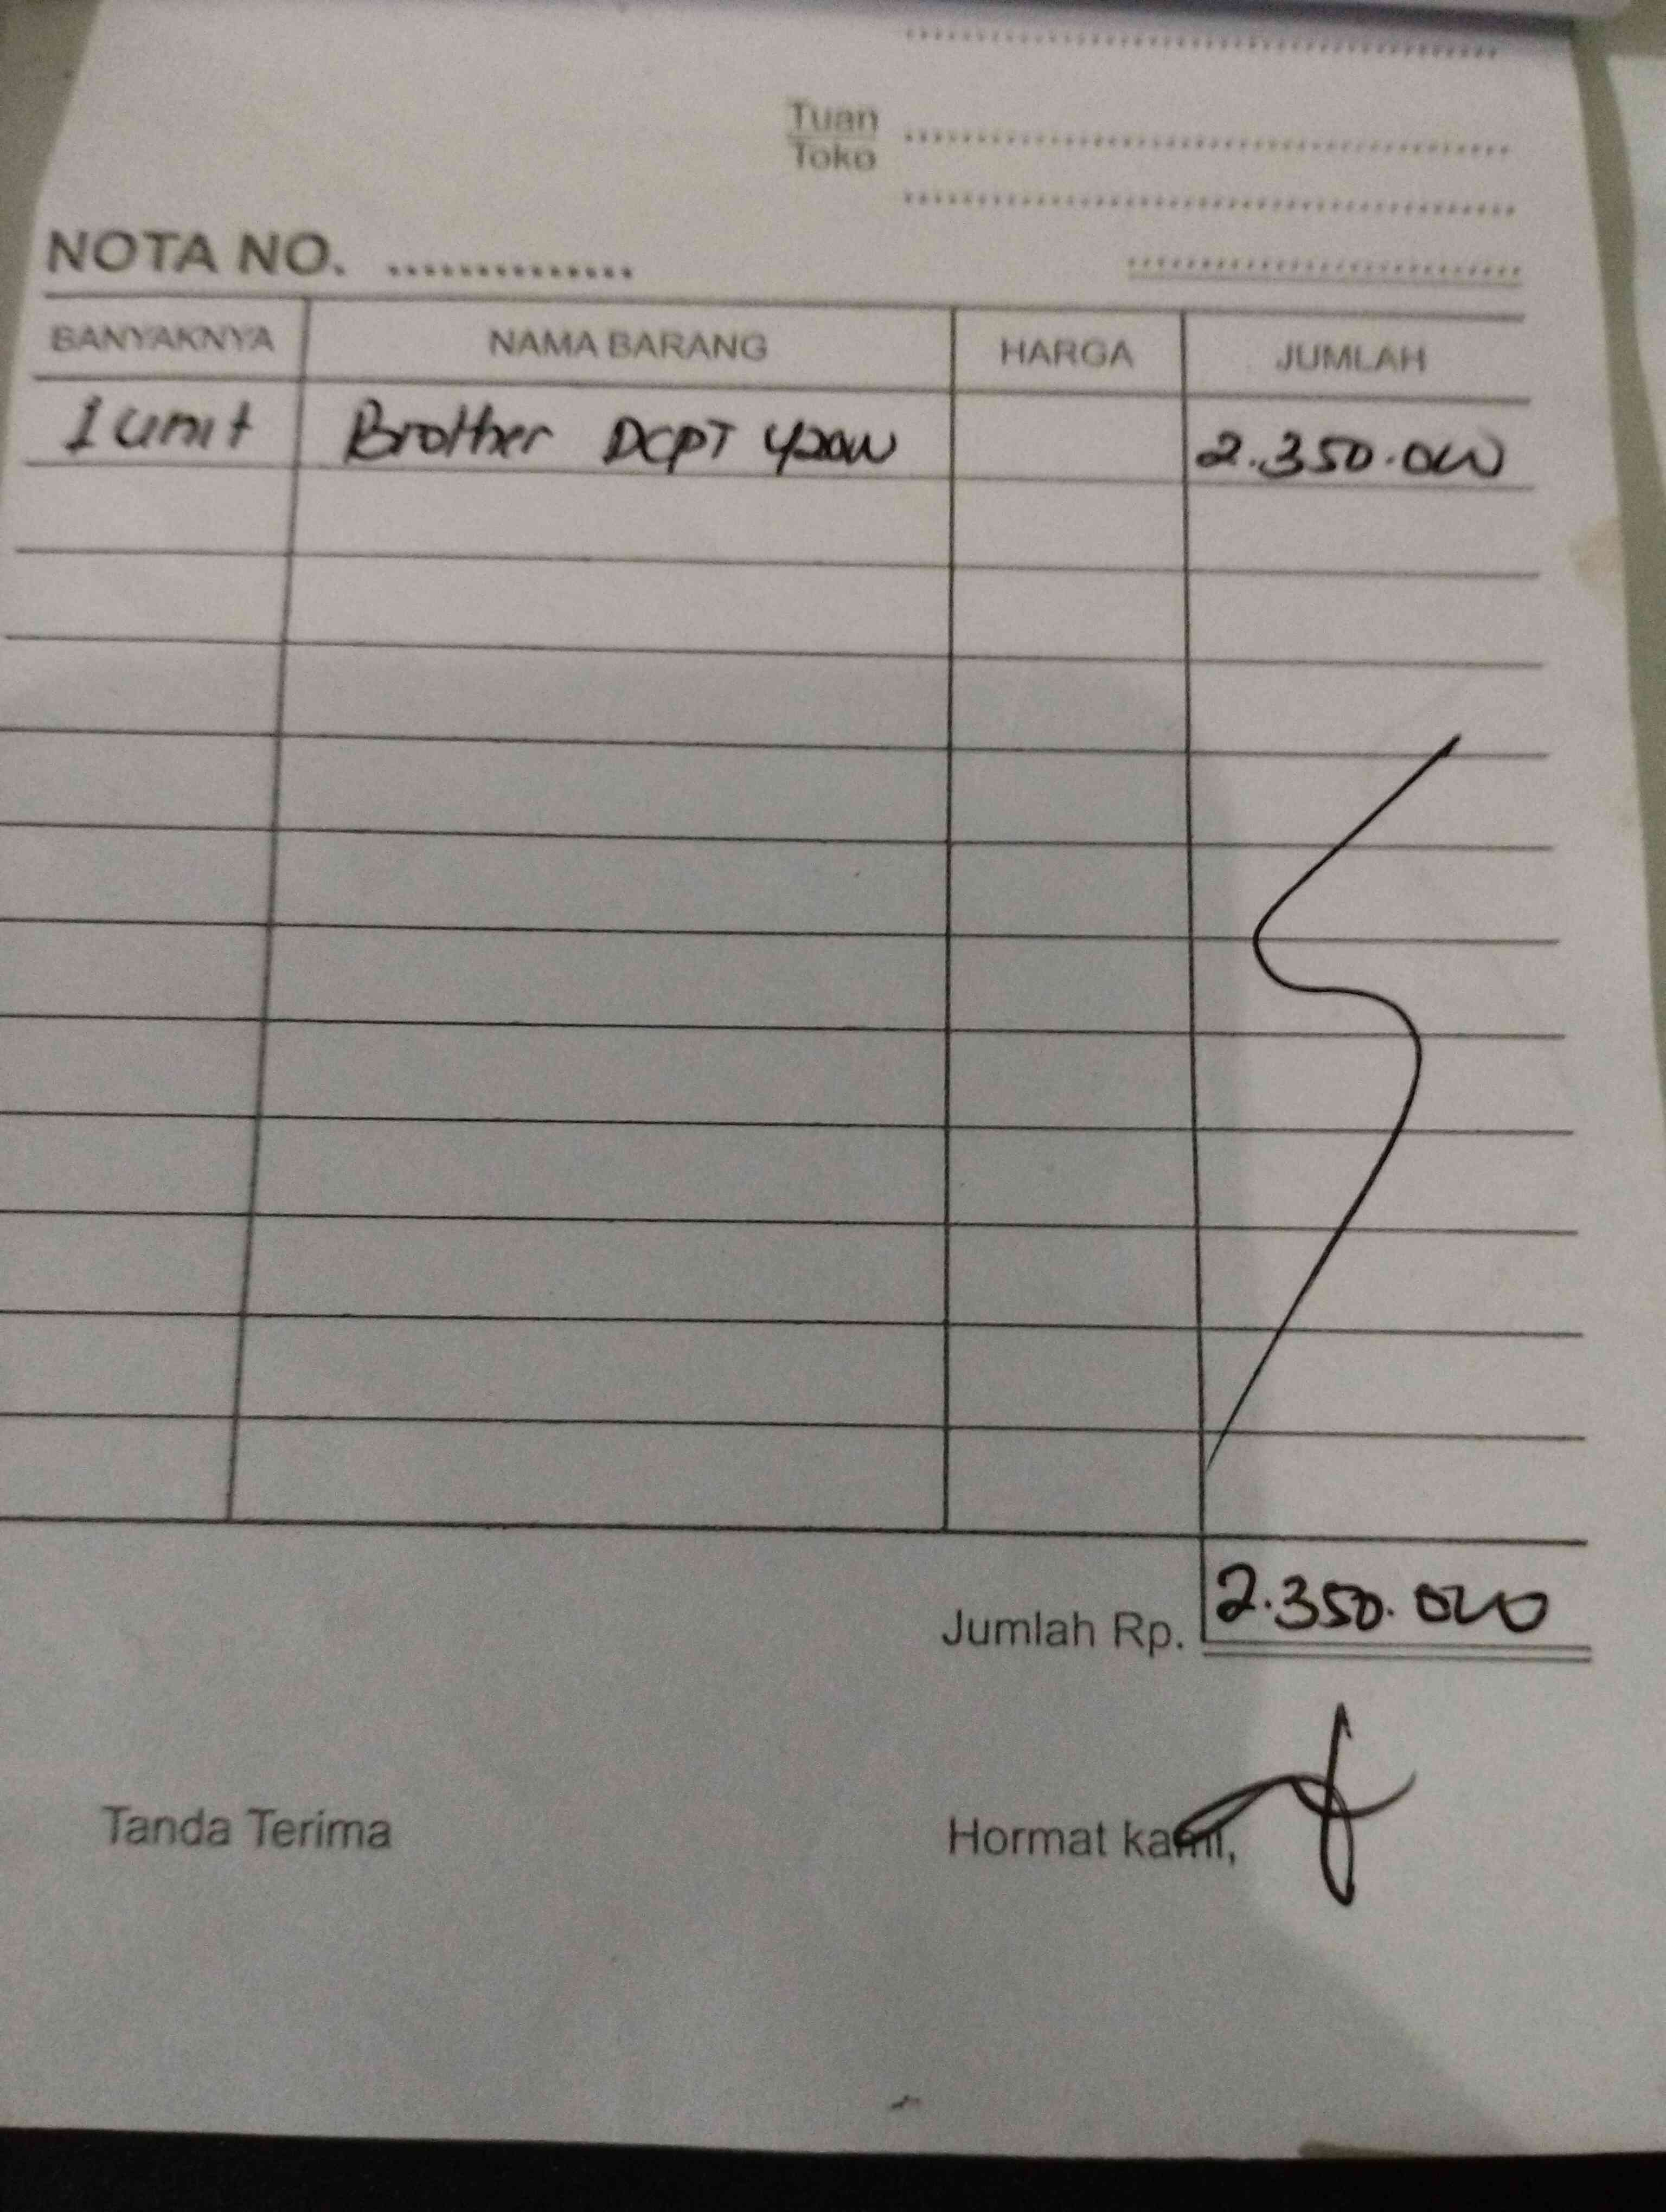 Tuan
Toko
NOTA NO. ..............
BANYAKNYA NAMA BARANG HARGA JUMLAH
1 unit Brother DCPT 420W 2.350.000
Jumlah Rp. 2.350.000
Tanda Terima Hormat kami,